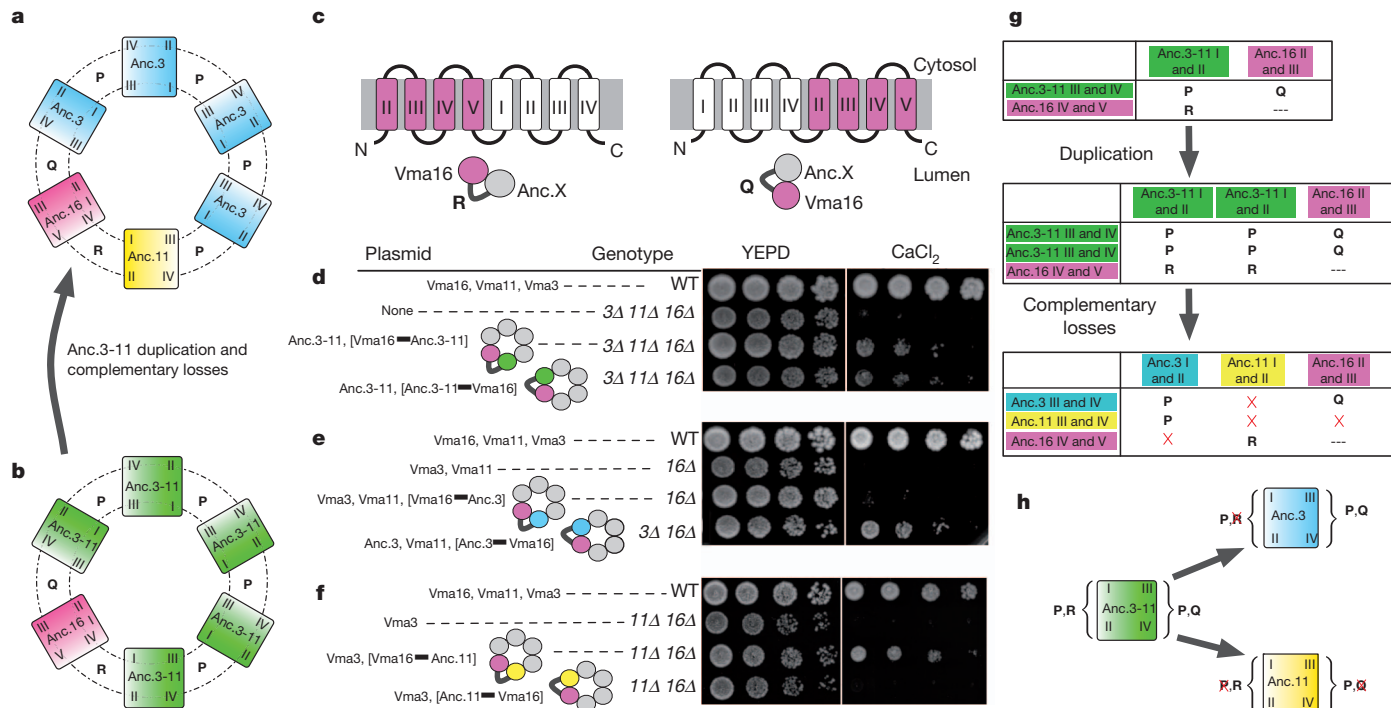 a
IV II
Anc.3
III I
P
P
II I
Anc.3
IV III
III IV
Anc.3
I II
Q
P
III II
Anc.16 I
V IV
III IV
Anc.3
I II
R
P
I III
Anc.11
II IV
Anc.3-11 duplication and
complementary losses
b
IV II
Anc.3-11
III I
P
P
II I
Anc.3-11
IV III
III IV
Anc.3-11
I II
Q
P
III II
Anc.16 I
V IV
III IV
Anc.3-11
I II
R
P
I III
Anc.3-11
II IV
c
II III IV V I II III IV
N C
Vma16
Anc.X
R
Cytosol
I II III IV II III IV V
N C
Lumen
Anc.X
Q
Vma16
Plasmid Genotype YEPD CaCl2
d
Vma16, Vma11, Vma3 WT
None 3Δ 11Δ 16Δ
Anc.3-11, [Vma16 Anc.3-11] 3Δ 11Δ 16Δ
Anc.3-11, [Anc.3-11 Vma16] 3Δ 11Δ 16Δ
e
Vma16, Vma11, Vma3 WT
Vma3, Vma11 16Δ
Vma3, Vma11, [Vma16 Anc.3] 16Δ
Anc.3, Vma11, [Anc.3 Vma16] 3Δ 16Δ
f
Vma16, Vma11, Vma3 WT
Vma3 11Δ 16Δ
Vma3, [Vma16 Anc.11] 11Δ 16Δ
Vma3, [Anc.11 Vma16] 11Δ 16Δ
g
Anc.3-11 I and II Anc.16 II and III
Anc.3-11 III and IV P Q
Anc.16 IV and V R ---
Duplication
Anc.3-11 I and II Anc.3-11 I and II Anc.16 II and III
Anc.3-11 III and IV P P Q
Anc.3-11 III and IV P P Q
Anc.16 IV and V R R ---
Complementary
losses
Anc.3 I and II Anc.11 I and II Anc.16 II and III
Anc.3 III and IV P X Q
Anc.11 III and IV P X X
Anc.16 IV and V X R ---
h
I III
P,R Anc.3 P,Q
II IV
I III
P,R Anc.3-11 P,Q
II IV
I III
P,R Anc.11 P,Q
II IV